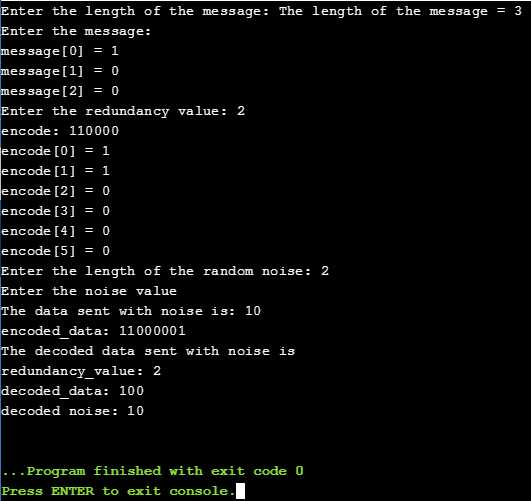 Enter the length of the message: The length of the message = 3
Enter the message:
message[0] = 1
message[1] = 0
message[2] = 0
Enter the redundancy value: 2
encode: 110000
encode[0] = 1
encode[1] = 1
encode[2] = 0
encode[3] = 0
encode[4] = 0
encode[5] = 0
Enter the length of the random noise: 2
Enter the noise value
The data sent with noise is: 10
encoded_data: 11000001
The decoded data sent with noise is
redundancy_value: 2
decoded_data: 100
decoded noise: 10
...Program finished with exit code 0
Press ENTER to exit console.